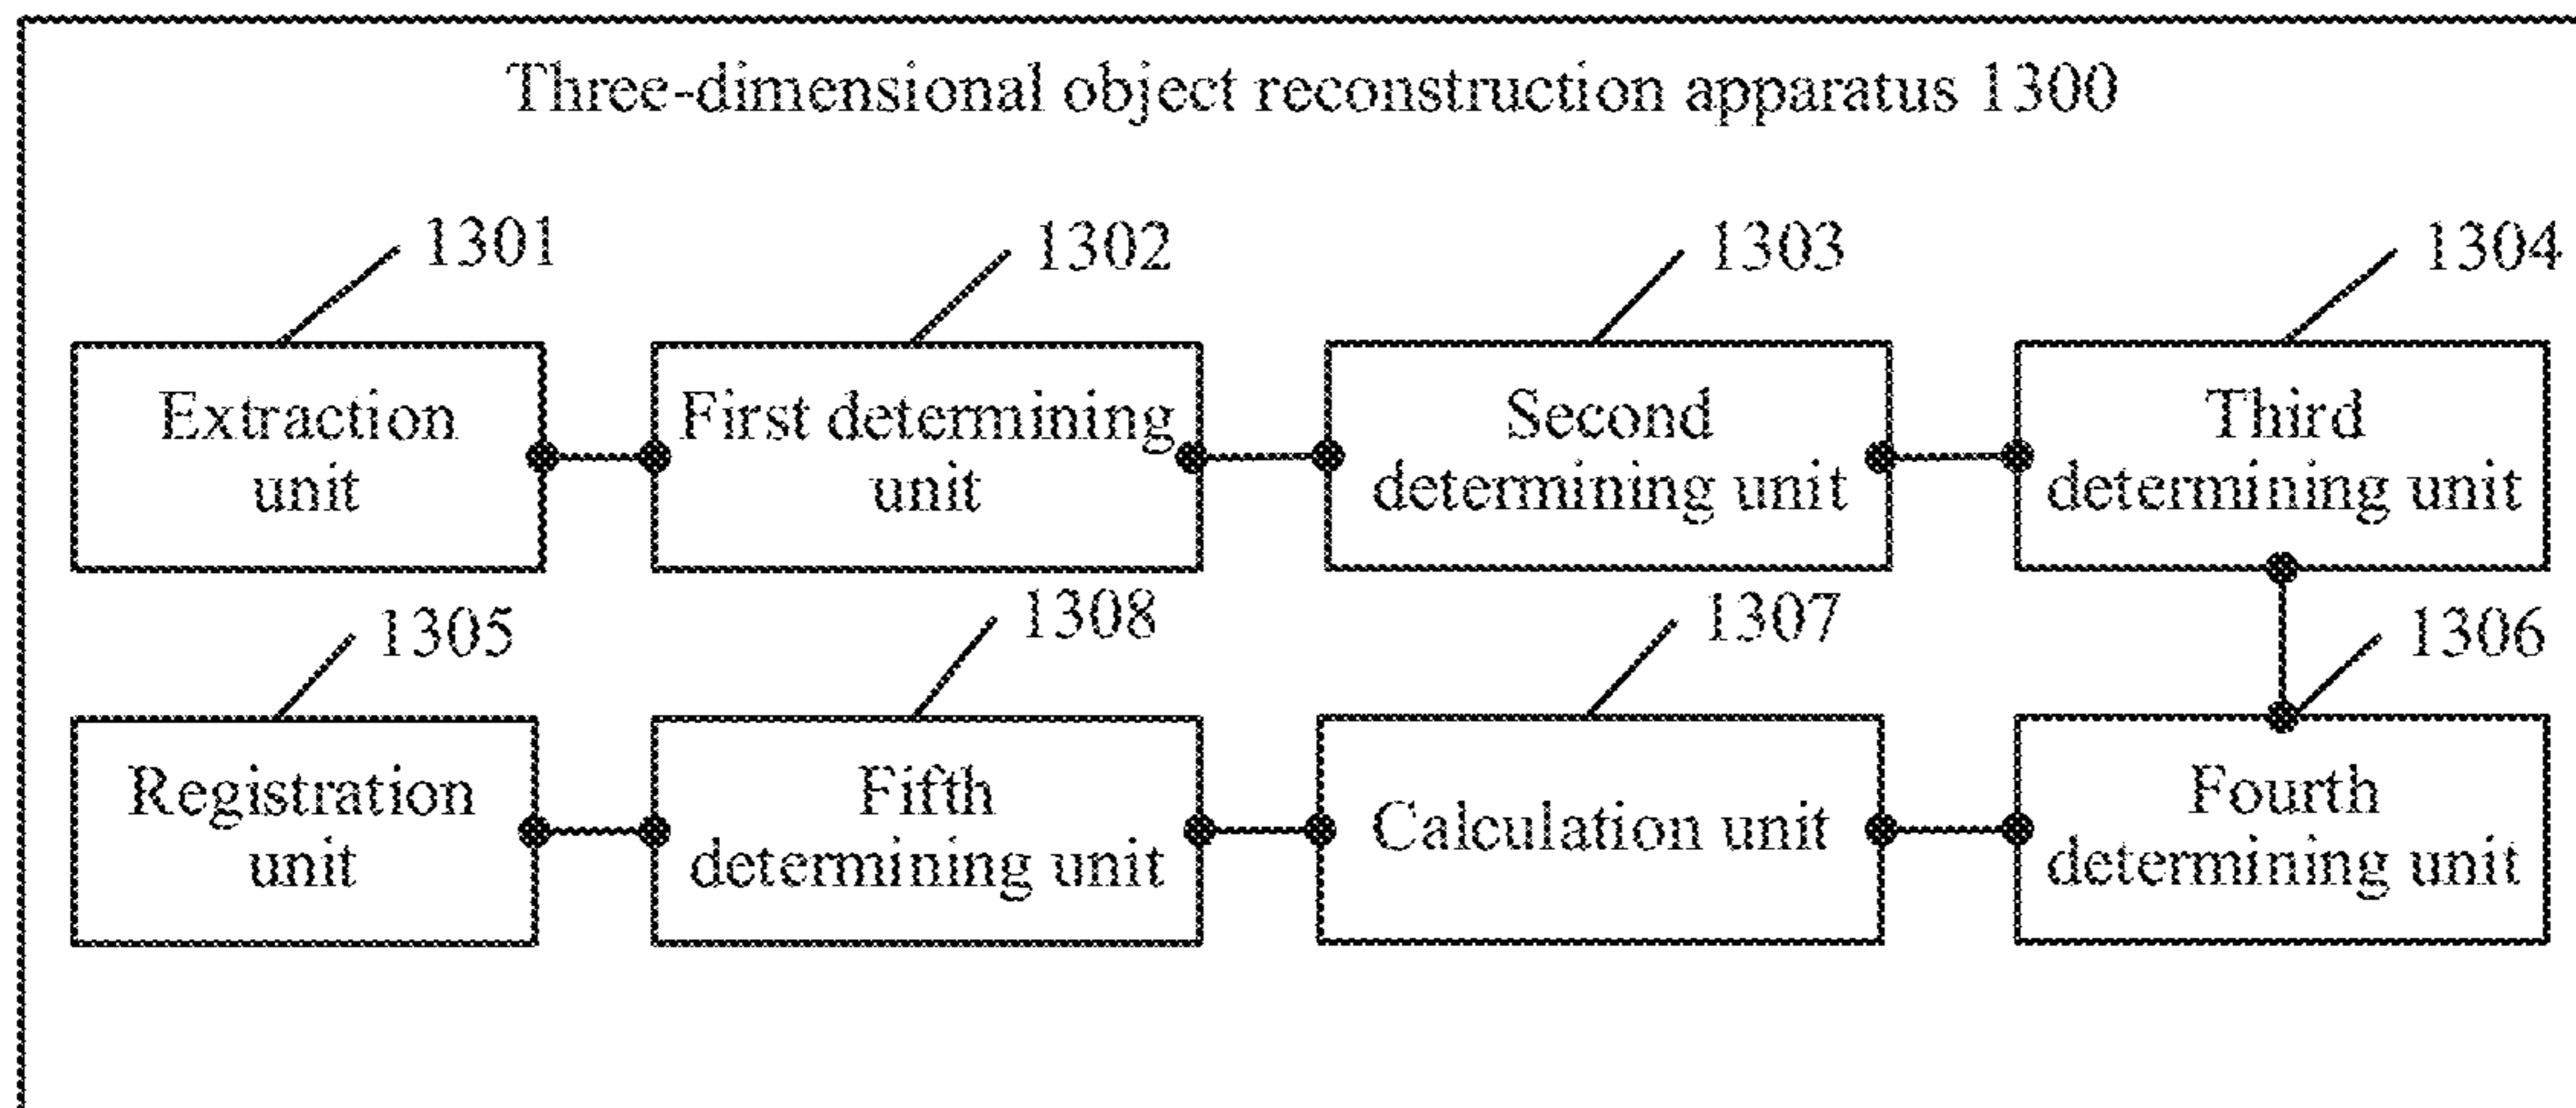 Three-dimensional object reconstruction apparatus 1300
1301
1302
1303
1304
Extraction
unit
First determining
unit
Second
determining unit
Third
determining unit
1305
1308
1307
1306
Registration
unit
Fifth
determining unit
Calculation unit
Fourth
determining unit